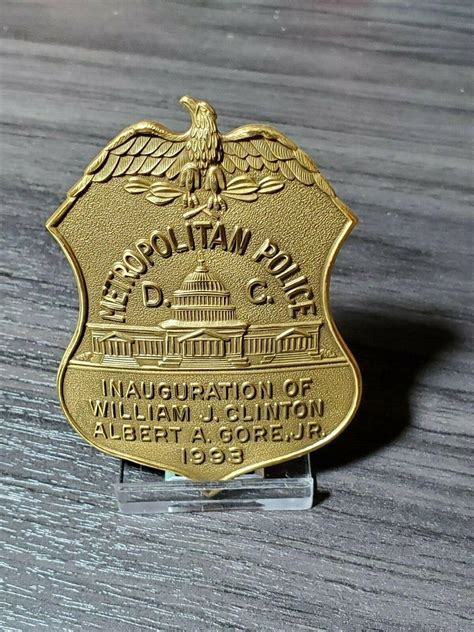 METROPOLITAN POLICE
D. C.
INAUGURATION OF
WILLIAM J. CLINTON
ALBERT A. GORE, JR.
1993